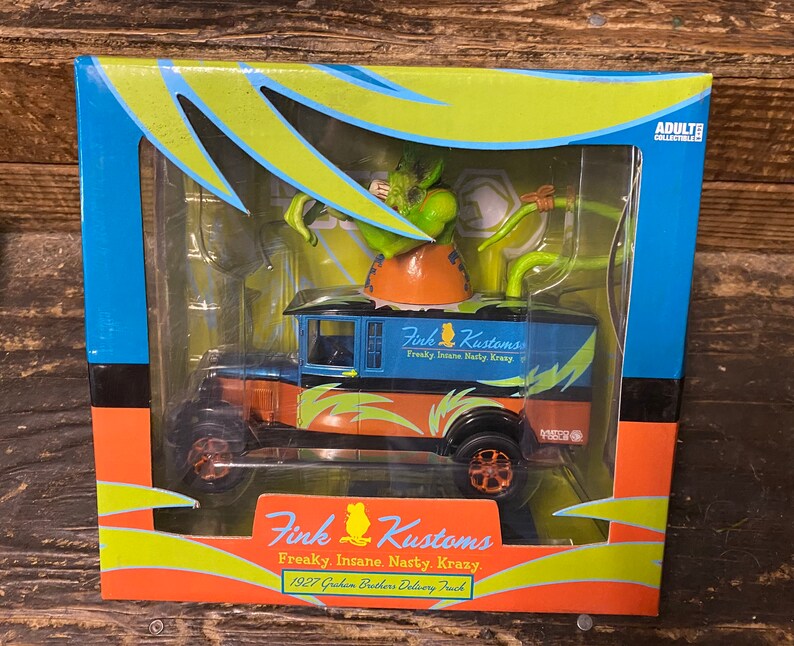 ADULT
COLLECTIBLE
Fink Kustoms
Freaky. Insane. Nasty. Krazy.
MATCO
TOOLS
Fink Kustoms
Freaky. Insane. Nasty. Krazy.
1927 Graham Brothers Delivery Truck